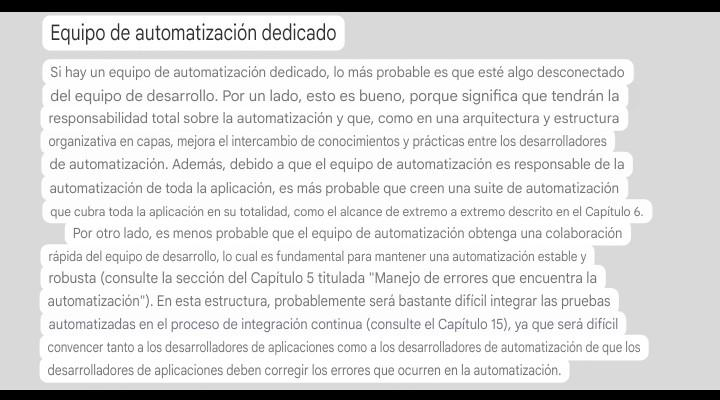 Equipo de automatización dedicado
Si hay un equipo de automatización dedicado, lo más probable es que esté algo desconectado
del equipo de desarrollo. Por un lado, esto es bueno, porque significa que tendrán la
responsabilidad total sobre la automatización y que, como en una arquitectura y estructura
organizativa en capas, mejora el intercambio de conocimientos y prácticas entre los desarrolladores
de automatización. Además, debido a que el equipo de automatización es responsable de la
automatización de toda la aplicación, es más probable que creen una suite de automatización
que cubra toda la aplicación en su totalidad, como el alcance de extremo a extremo descrito en el Capítulo 6.
Por otro lado, es menos probable que el equipo de automatización obtenga una colaboración
rápida del equipo de desarrollo, lo cual es fundamental para mantener una automatización estable y
robusta (consulte la sección del Capítulo 5 titulada "Manejo de errores que encuentra la
automatización"). En esta estructura, probablemente será bastante difícil integrar las pruebas
automatizadas en el proceso de integración continua (consulte el Capítulo 15), ya que será difícil
convencer tanto a los desarrolladores de aplicaciones como a los desarrolladores de automatización de que los
desarrolladores de aplicaciones deben corregir los errores que ocurren en la automatización.